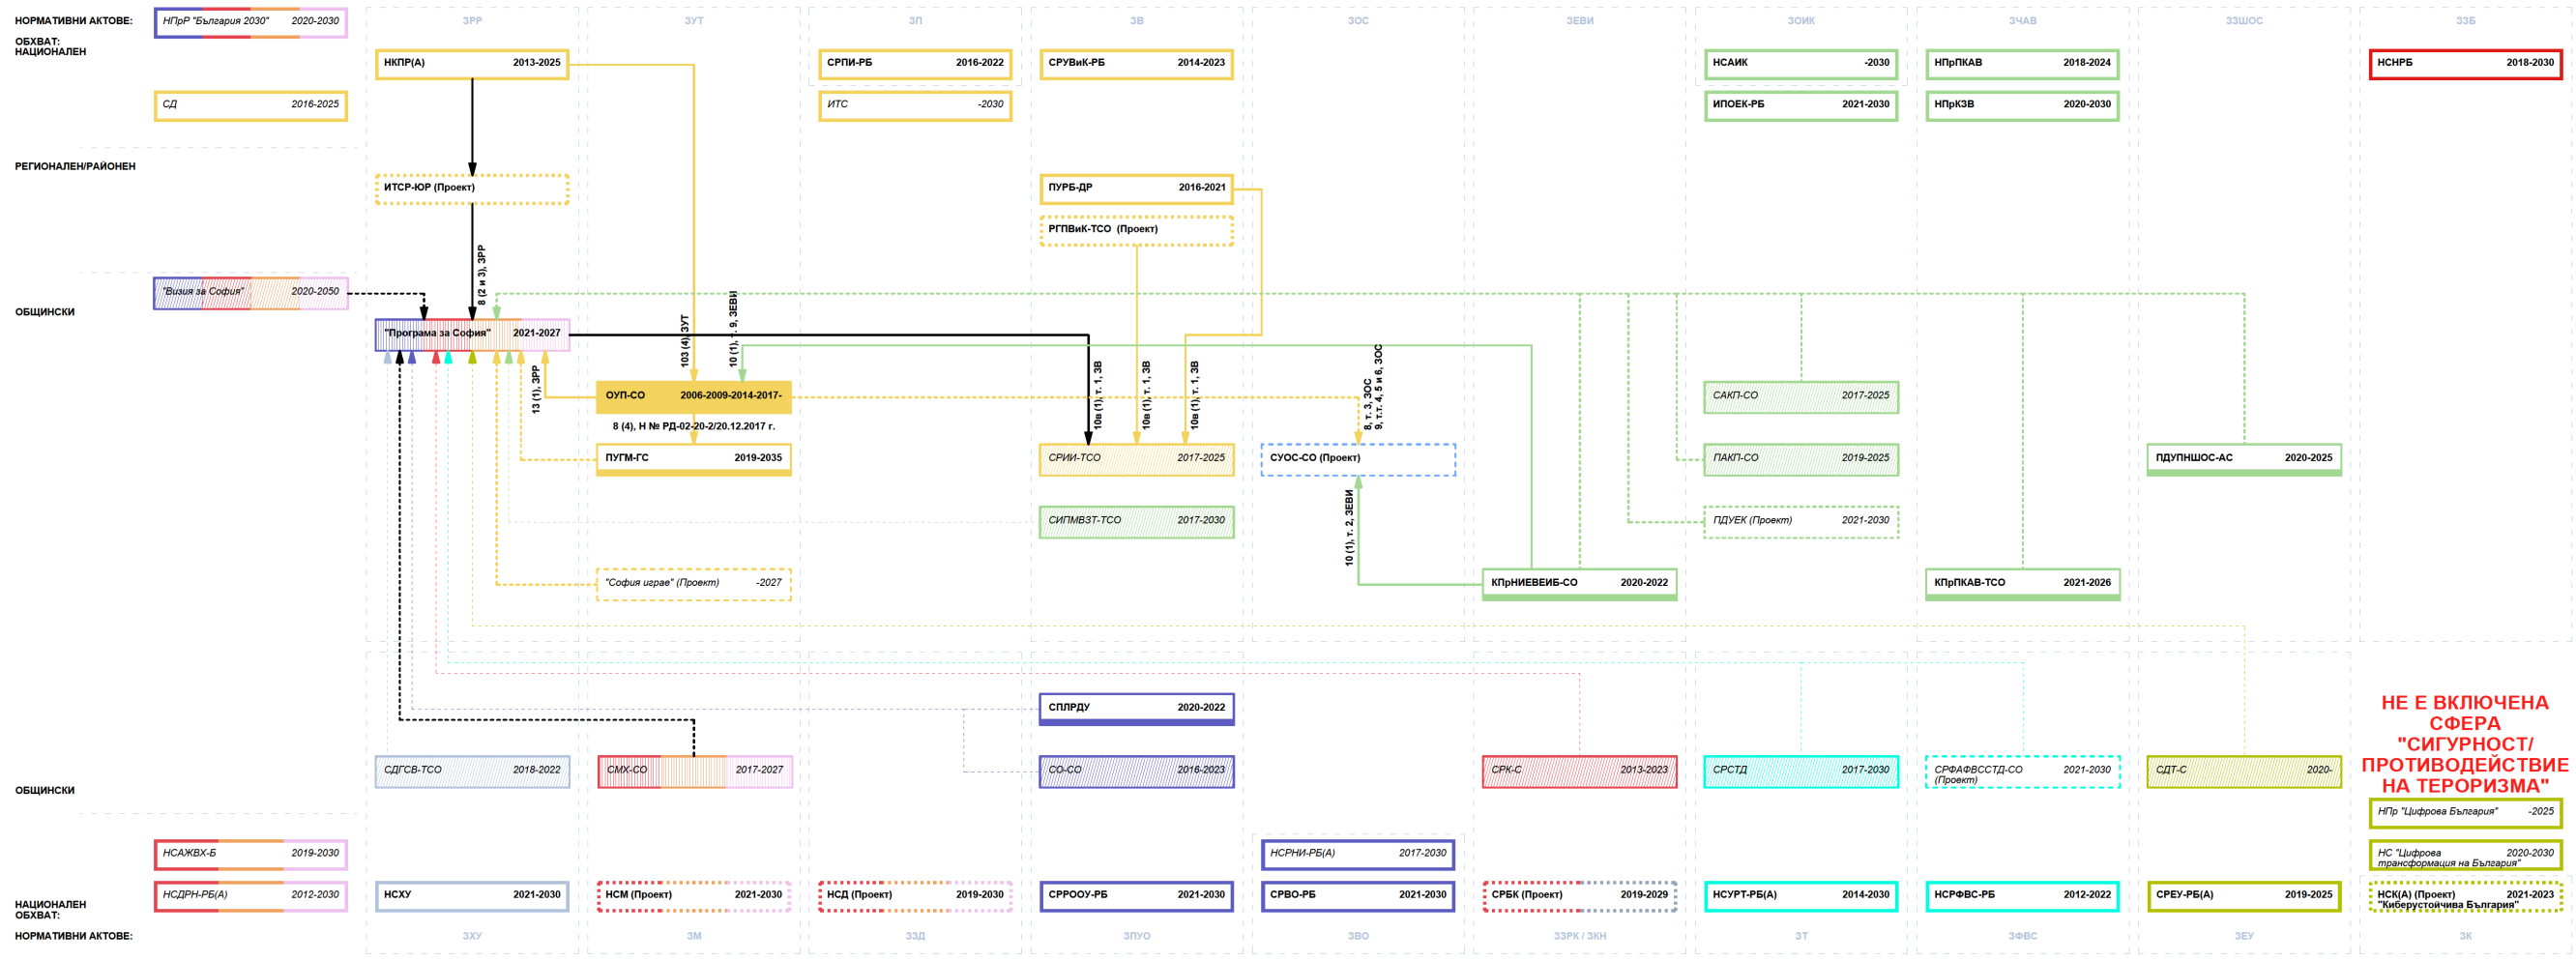 НОРМАТИВНИ АКТОВЕ:
НПрР "България 2030" 2020-2030
ЗРР
ЗУТ
ЗП
ЗВ
ЗОС
ЗЕВИ
ЗОИК
ЗЧАВ
ЗЗШОС
ЗЗБ
ОБХВАТ:
НАЦИОНАЛЕН
НКПР(А) 2013-2025
СРПИ-РБ 2016-2022
СРУВиК-РБ 2014-2023
НСАИК -2030
НПрПКАВ 2018-2024
НСНРБ 2018-2030
СД 2016-2025
ИТС -2030
ИПОЕК-РБ 2021-2030
НПрКЗВ 2020-2030
РЕГИОНАЛЕН/РАЙОНЕН
ИТСР-ЮР (Проект)
ПУРБ-ДР 2016-2021
РГПВиК-ТСО (Проект)
8 (2 и 3), ЗРР
"Визия за София" 2020-2050
ОБЩИНСКИ
"Програма за София" 2021-2027
103 (4), ЗУТ
10 (1), т. 9, ЗЕВИ
13 (1), ЗРР
10в (1), т. 1, ЗВ
10в (1), т. 1, ЗВ
10в (1), т. 1, ЗВ
8, т. 3, ЗОС
9, т.т. 4, 5 и 6, ЗОС
ОУП-СО 2006-2009-2014-2017-
САКП-СО 2017-2025
8 (4), Н № РД-02-20-2/20.12.2017 г.
ПУГМ-ГС 2019-2035
СРИИ-ТСО 2017-2025
СУОС-СО (Проект)
ПАКП-СО 2019-2025
ПДУПНШОС-АС 2020-2025
10 (1), т. 2, ЗЕВИ
СИПМВЗТ-ТСО 2017-2030
ПДУЕК (Проект) 2021-2030
"София играе" (Проект) -2027
КПрНИЕВЕИБ-СО 2020-2022
КПрПКАВ-ТСО 2021-2026
СПЛРДУ 2020-2022
НЕ Е ВКЛЮЧЕНА
СФЕРА
"СИГУРНОСТ/
ПРОТИВОДЕЙСТВИЕ
НА ТЕРОРИЗМА"
СДГСВ-ТСО 2018-2022
СМХ-СО 2017-2027
СО-СО 2016-2023
СРК-С 2013-2023
СРСТД 2017-2030
СРФАФВССТД-СО 2021-2030
(Проект)
СДТ-С 2020-
ОБЩИНСКИ
НПр "Цифрова България" -2025
НСАЖВХ-Б 2019-2030
НСРНИ-РБ(А) 2017-2030
НС "Цифрова 2020-2030
трансформация на България"
НСДРН-РБ(А) 2012-2030
НСХУ 2021-2030
НСМ (Проект) 2021-2030
НСД (Проект) 2019-2030
СРРООУ-РБ 2021-2030
СРВО-РБ 2021-2030
СРБК (Проект) 2019-2029
НСУРТ-РБ(А) 2014-2030
НСРФВС-РБ 2012-2022
СРЕУ-РБ(А) 2019-2025
НСК(А) (Проект) 2021-2023
"Киберустойчива България"
НАЦИОНАЛЕН
ОБХВАТ:
НОРМАТИВНИ АКТОВЕ:
ЗХУ
ЗМ
ЗЗД
ЗПУО
ЗВО
ЗЗРК / ЗКН
ЗТ
ЗФВС
ЗЕУ
ЗК